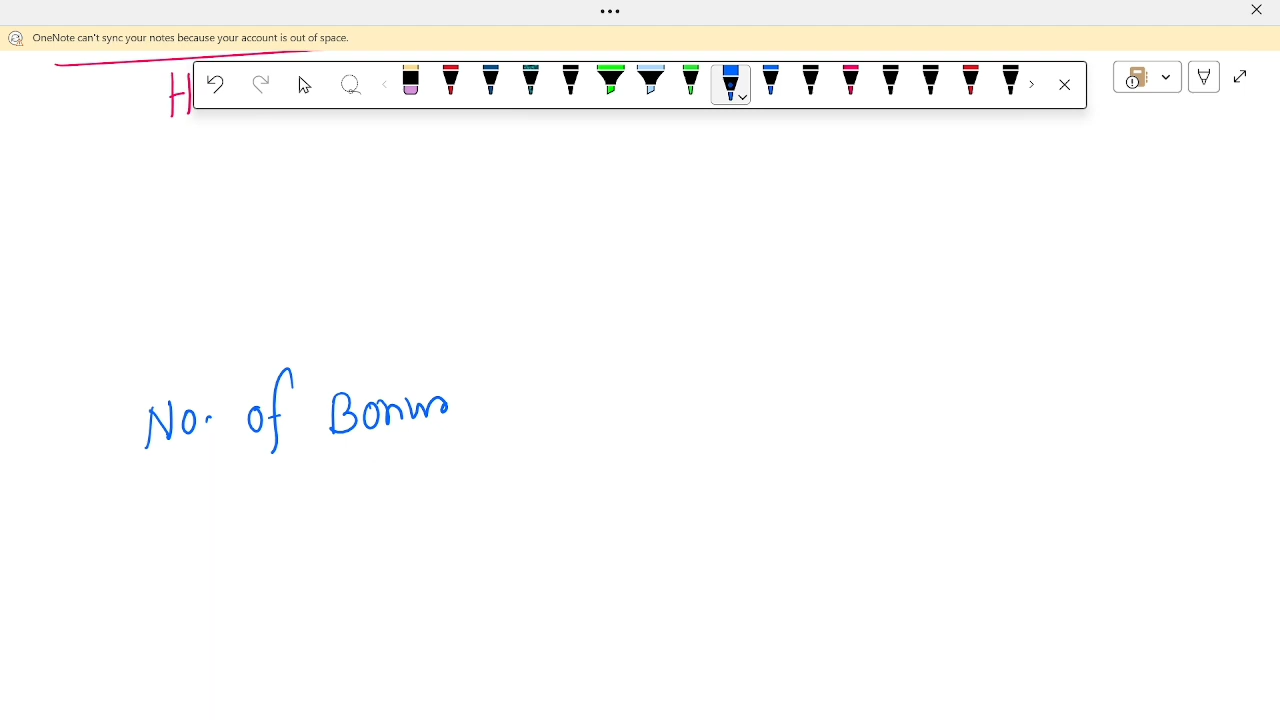 OneNote can't sync your notes because your account is out of space.
H
No. of Bonus